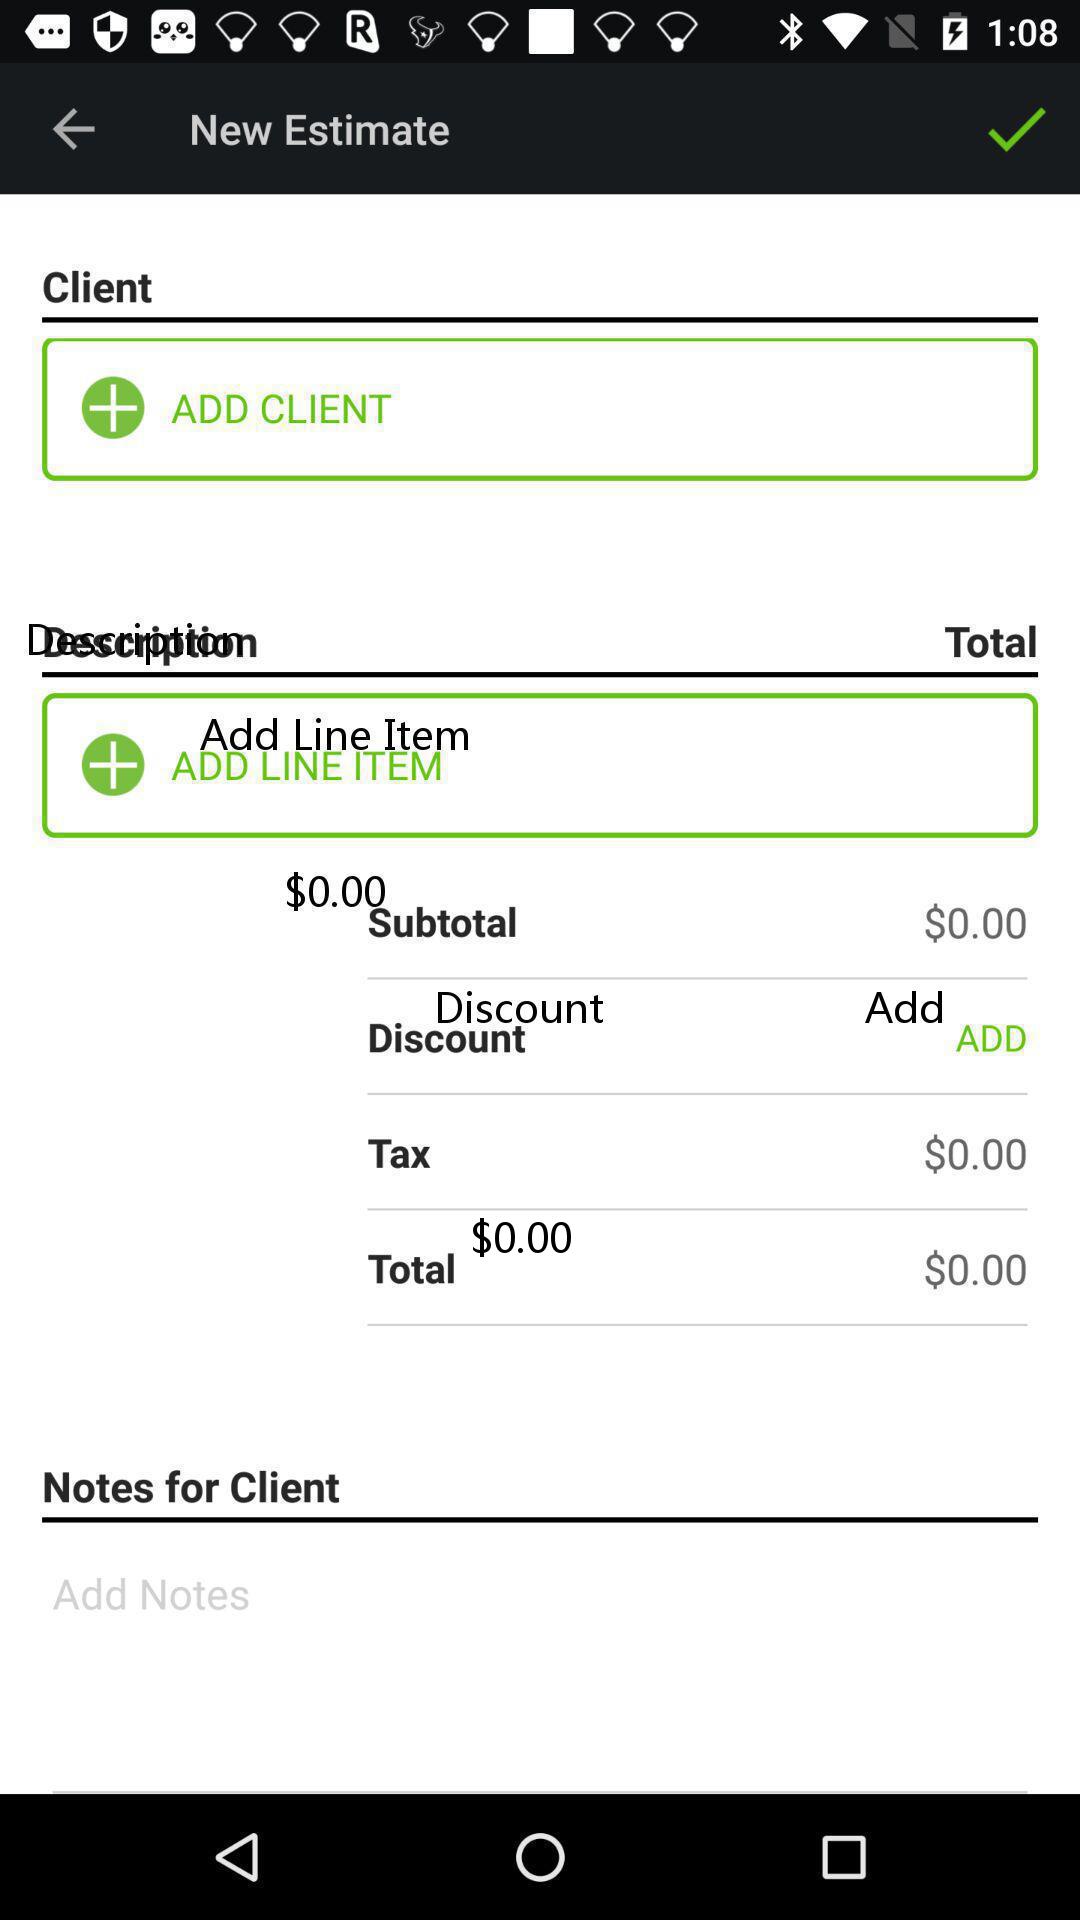 1:08
New Estimate
Client
ADD CLIENT
Description
Description Total
Add Line Item
ADD LINE ITEM
$0.00
Subtotal $0.00
Discount Add
Discount ADD
Tax $0.00
$0.00
Total $0.00
Notes for Client
Add Notes